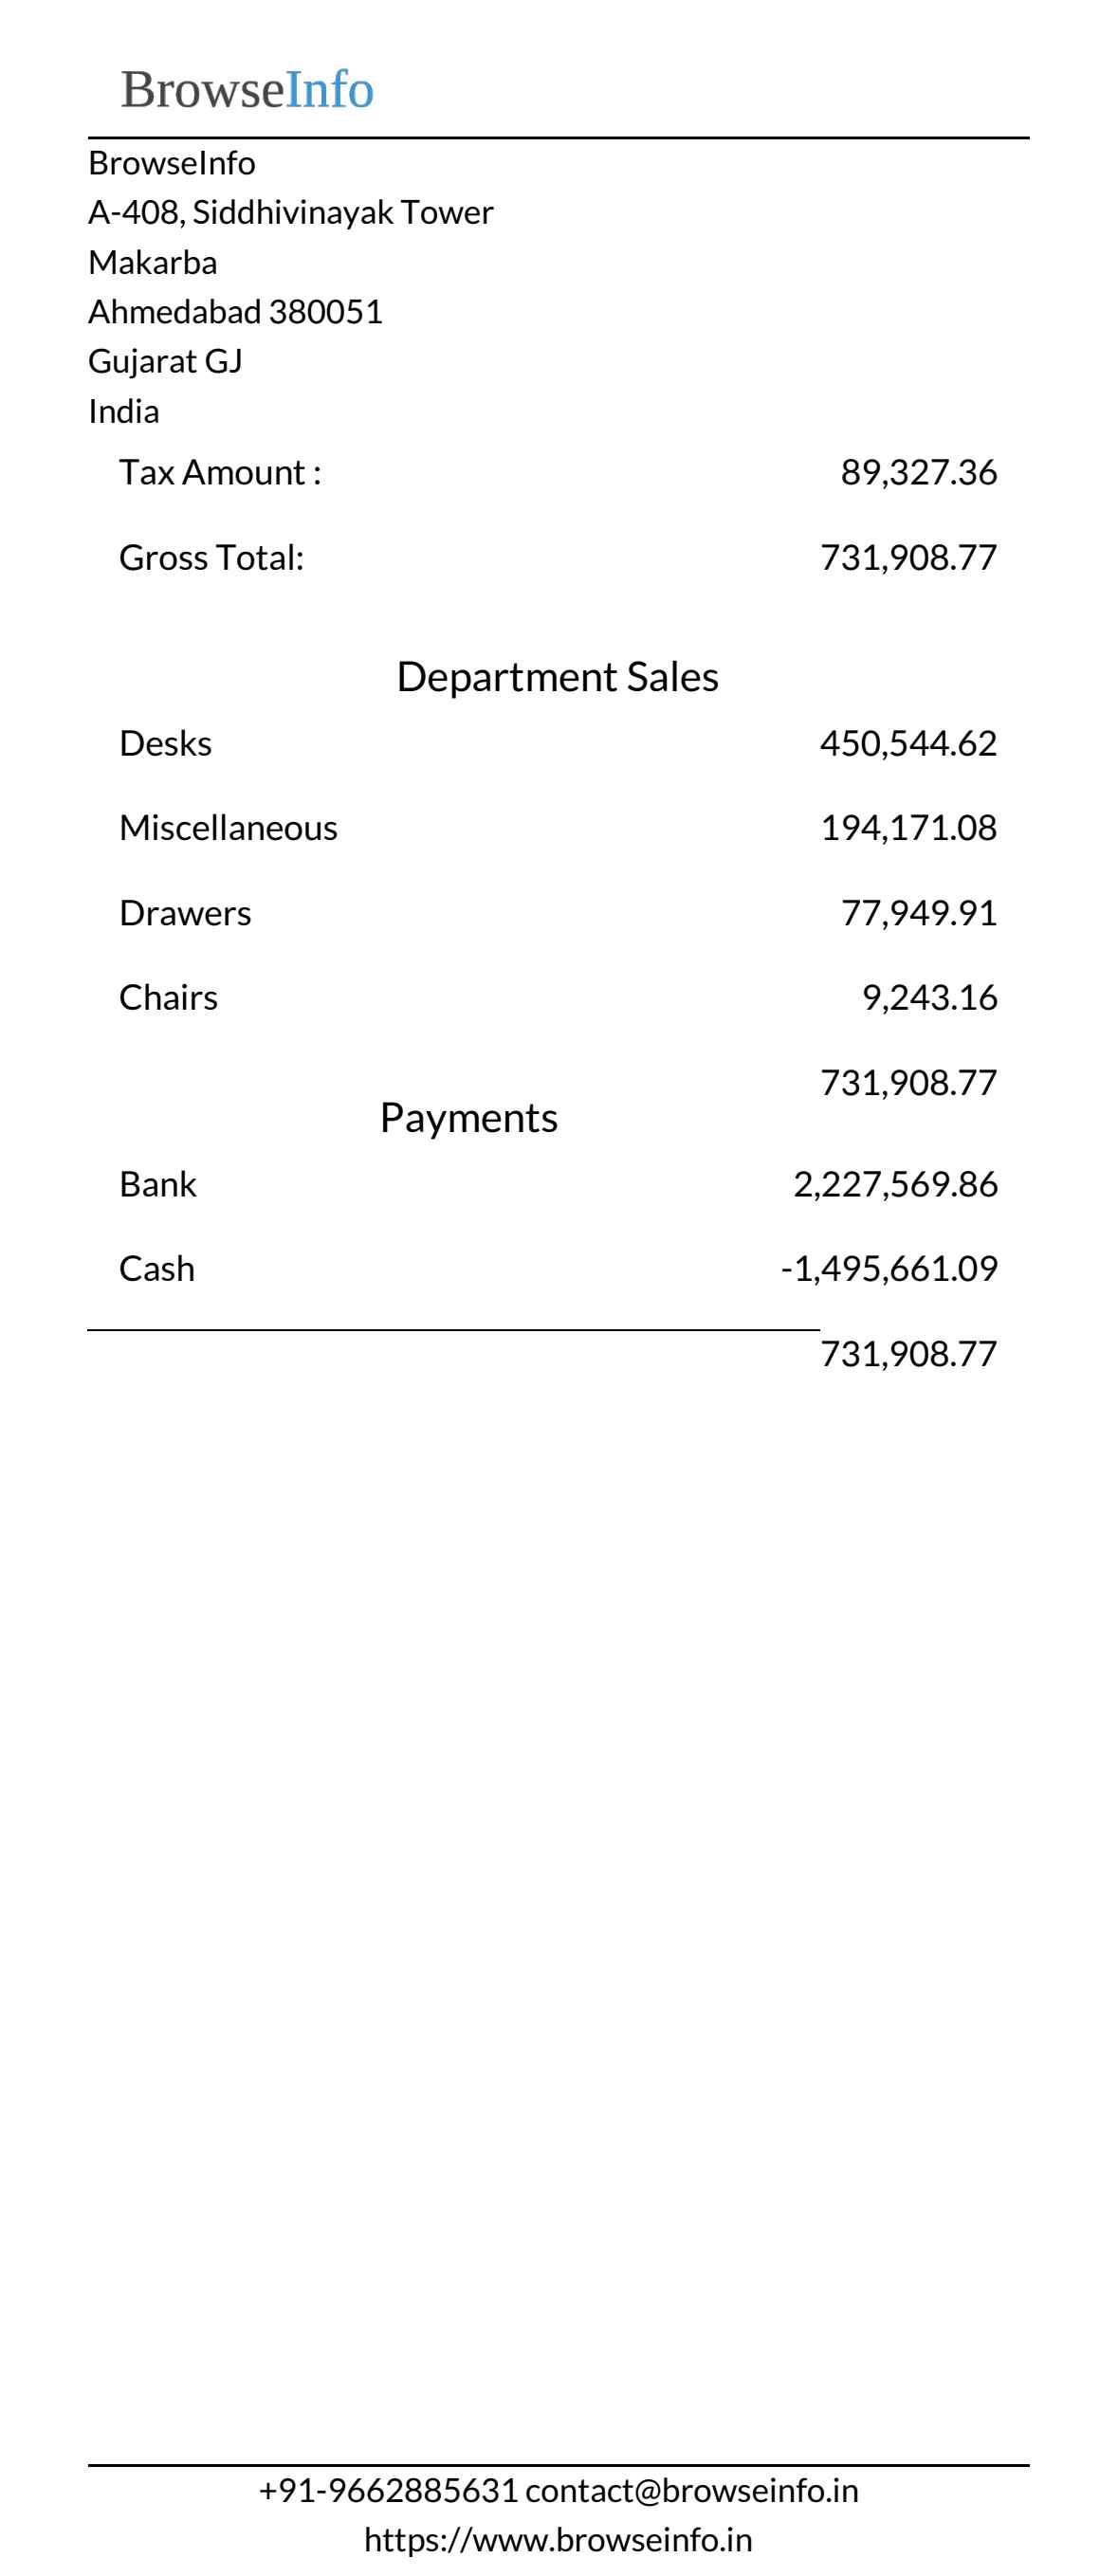 BrowseInfo
BrowseInfo
A-408, Siddhivinayak Tower
Makarba
Ahmedabad 380051
Gujarat GJ
India
Tax Amount : 89,327.36
Gross Total: 731,908.77
Department Sales
Desks 450,544.62
Miscellaneous 194,171.08
Drawers 77,949.91
Chairs 9,243.16
731,908.77
Payments
Bank 2,227,569.86
Cash -1,495,661.09
731,908.77
+91-9662885631 contact@browseinfo.in
https://www.browseinfo.in